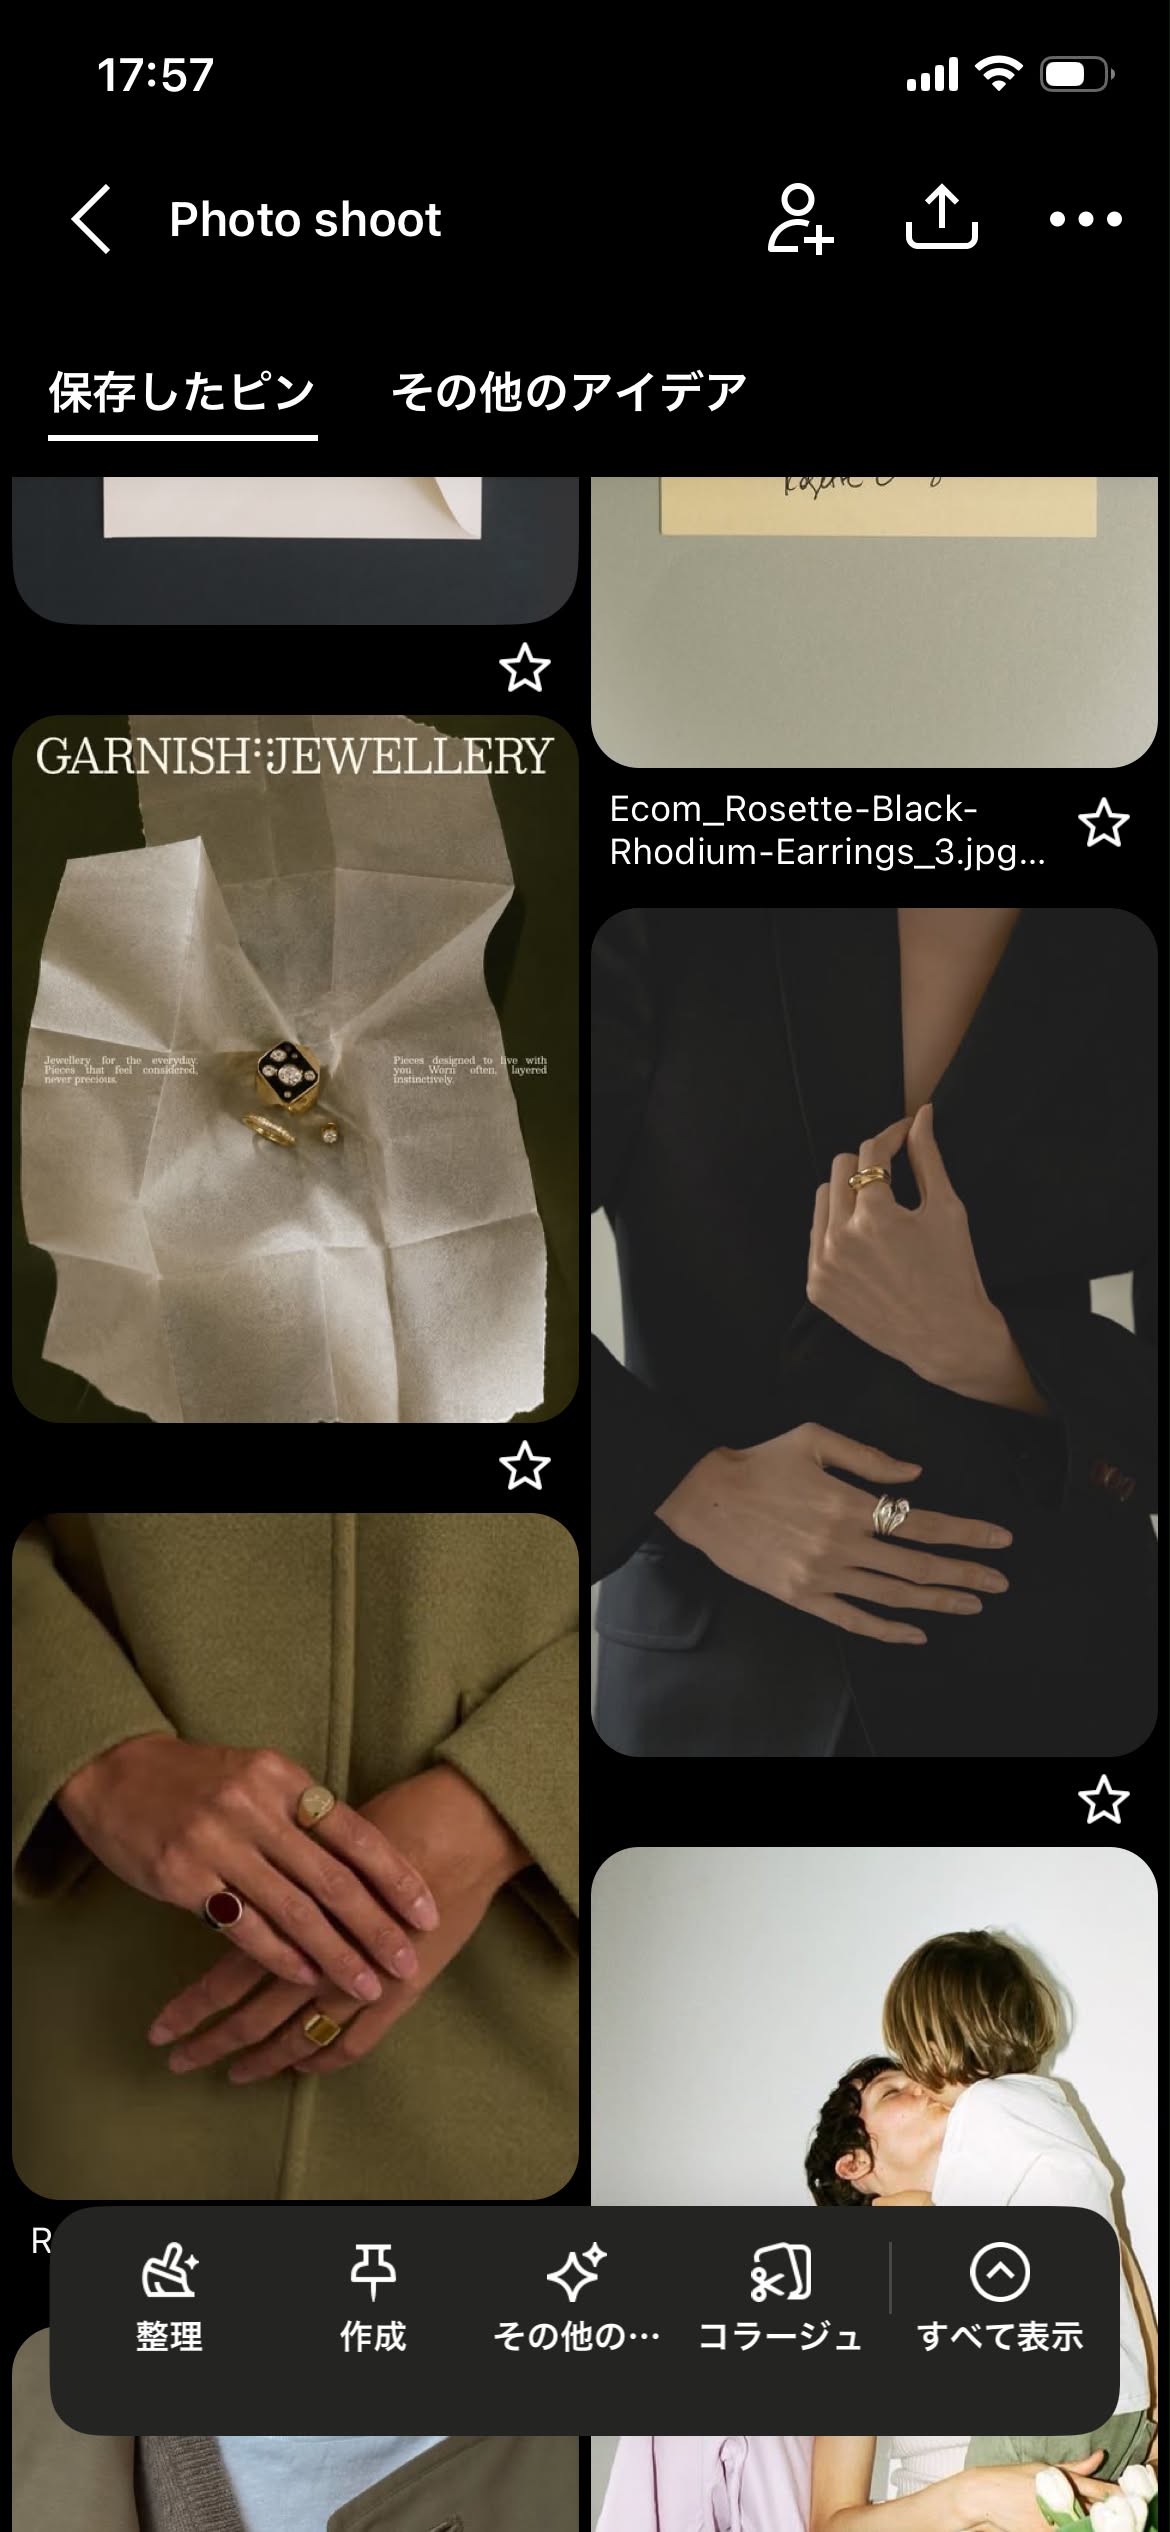 17:57
Photo shoot
保存したピン
その他のアイデア
GARNISH::JEWELLERY
Jewellery for the everyday.
Pieces that feel considered,
never precious.
Pieces designed to live with
you. Worn often, layered
instinctively.
Ecom_Rosette-Black-
Rhodium-Earrings_3.jpg...
R
整理
作成
その他の…
コラージュ
すべて表示